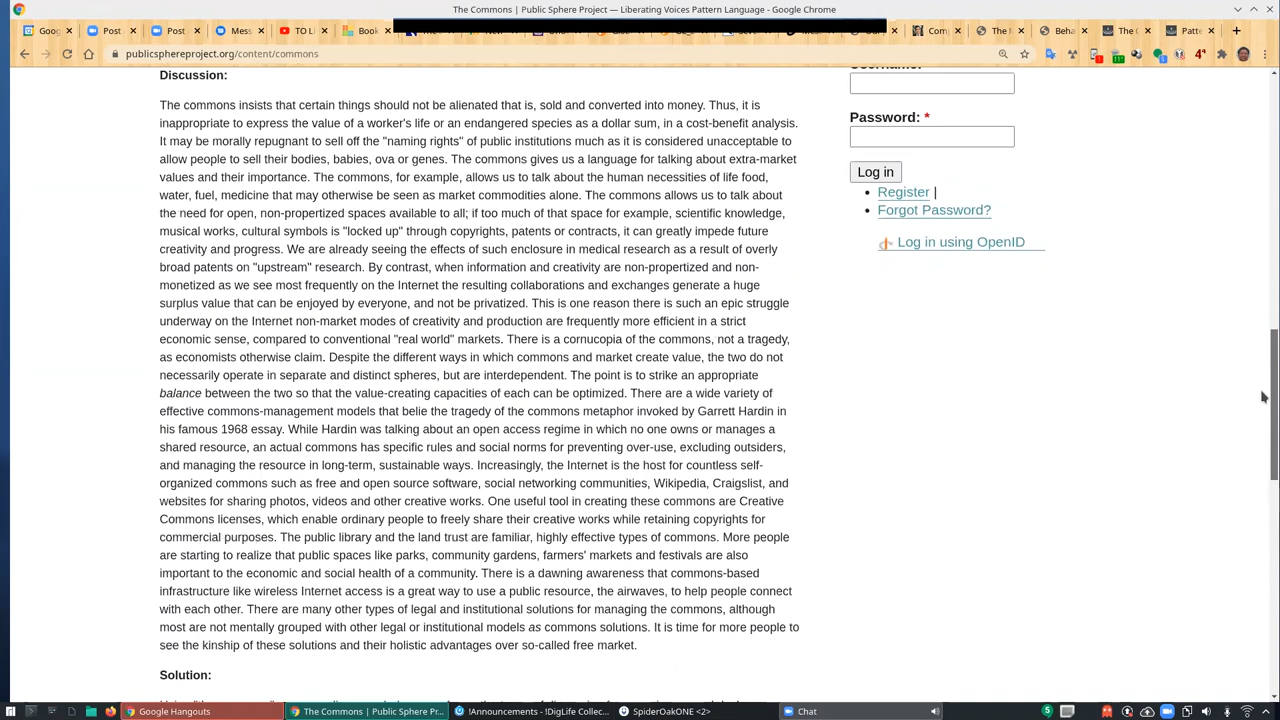 The Commons | Public Sphere Project — Liberating Voices Pattern Language - Google Chrome
Goog
Post
Post
Mess
TO Li
Book
Com
The
Beha
The
Patte
publicsphereproject.org/content/commons
Discussion:
The commons insists that certain things should not be alienated that is, sold and converted into money. Thus, it is
inappropriate to express the value of a worker's life or an endangered species as a dollar sum, in a cost-benefit analysis.
It may be morally repugnant to sell off the "naming rights" of public institutions much as it is considered unacceptable to
allow people to sell their bodies, babies, ova or genes. The commons gives us a language for talking about extra-market
values and their importance. The commons, for example, allows us to talk about the human necessities of life food,
water, fuel, medicine that may otherwise be seen as market commodities alone. The commons allows us to talk about
the need for open, non-propertized spaces available to all; if too much of that space for example, scientific knowledge,
musical works, cultural symbols is "locked up" through copyrights, patents or contracts, it can greatly impede future
creativity and progress. We are already seeing the effects of such enclosure in medical research as a result of overly
broad patents on "upstream" research. By contrast, when information and creativity are non-propertized and non-
monetized as we see most frequently on the Internet the resulting collaborations and exchanges generate a huge
surplus value that can be enjoyed by everyone, and not be privatized. This is one reason there is such an epic struggle
underway on the Internet non-market modes of creativity and production are frequently more efficient in a strict
economic sense, compared to conventional "real world" markets. There is a cornucopia of the commons, not a tragedy,
as economists otherwise claim. Despite the different ways in which commons and market create value, the two do not
necessarily operate in separate and distinct spheres, but are interdependent. The point is to strike an appropriate
balance between the two so that the value-creating capacities of each can be optimized. There are a wide variety of
effective commons-management models that belie the tragedy of the commons metaphor invoked by Garrett Hardin in
his famous 1968 essay. While Hardin was talking about an open access regime in which no one owns or manages a
shared resource, an actual commons has specific rules and social norms for preventing over-use, excluding outsiders,
and managing the resource in long-term, sustainable ways. Increasingly, the Internet is the host for countless self-
organized commons such as free and open source software, social networking communities, Wikipedia, Craigslist, and
websites for sharing photos, videos and other creative works. One useful tool in creating these commons are Creative
Commons licenses, which enable ordinary people to freely share their creative works while retaining copyrights for
commercial purposes. The public library and the land trust are familiar, highly effective types of commons. More people
are starting to realize that public spaces like parks, community gardens, farmers' markets and festivals are also
important to the economic and social health of a community. There is a dawning awareness that commons-based
infrastructure like wireless Internet access is a great way to use a public resource, the airwaves, to help people connect
with each other. There are many other types of legal and institutional solutions for managing the commons, although
most are not mentally grouped with other legal or institutional models as commons solutions. It is time for more people to
see the kinship of these solutions and their holistic advantages over so-called free market.
Solution:
Password: *
Log in
Register |
Forgot Password?
Log in using OpenID
Google Hangouts
The Commons | Public Sphere Pr...
!Announcements - !DigLife Collec...
SpiderOakONE <2>
Chat